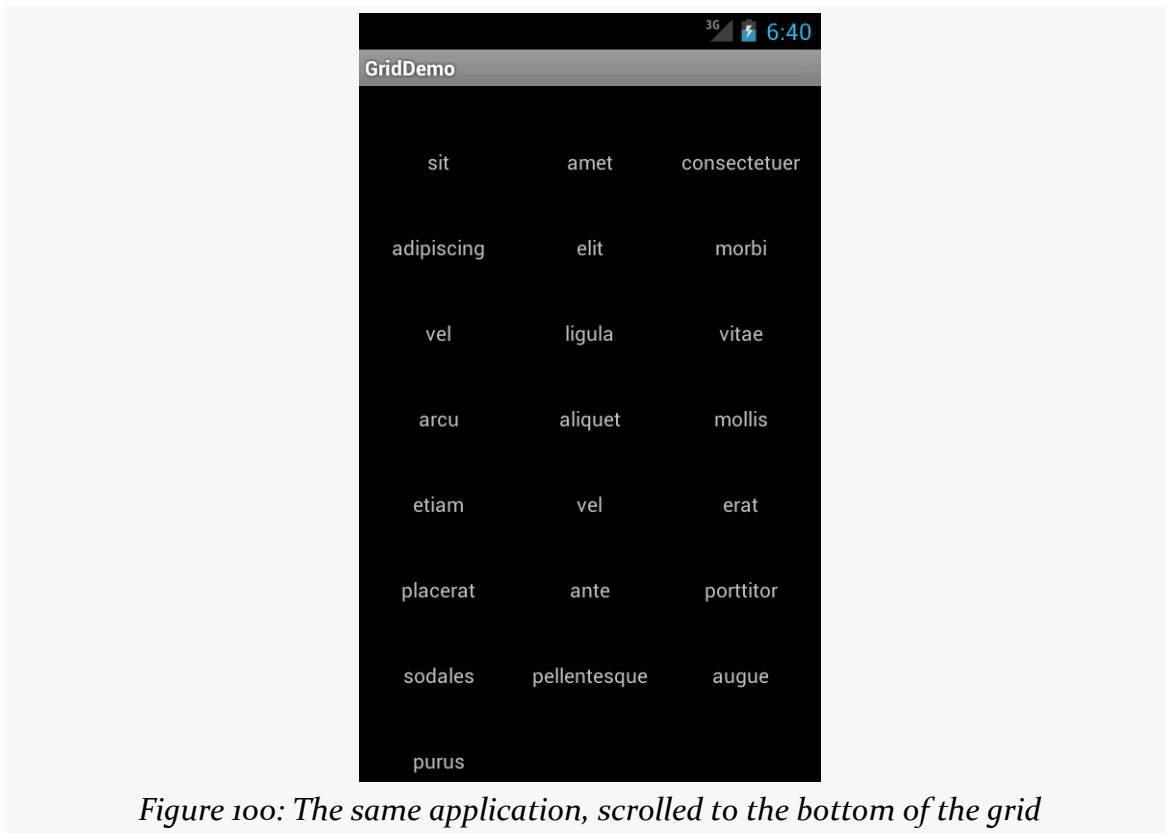 3G 6:40
GridDemo
sit amet consectetuer
adipiscing elit morbi
vel ligula vitae
arcu aliquet mollis
etiam vel erat
placerat ante porttitor
sodales pellentesque augue
purus
Figure 100: The same application, scrolled to the bottom of the grid